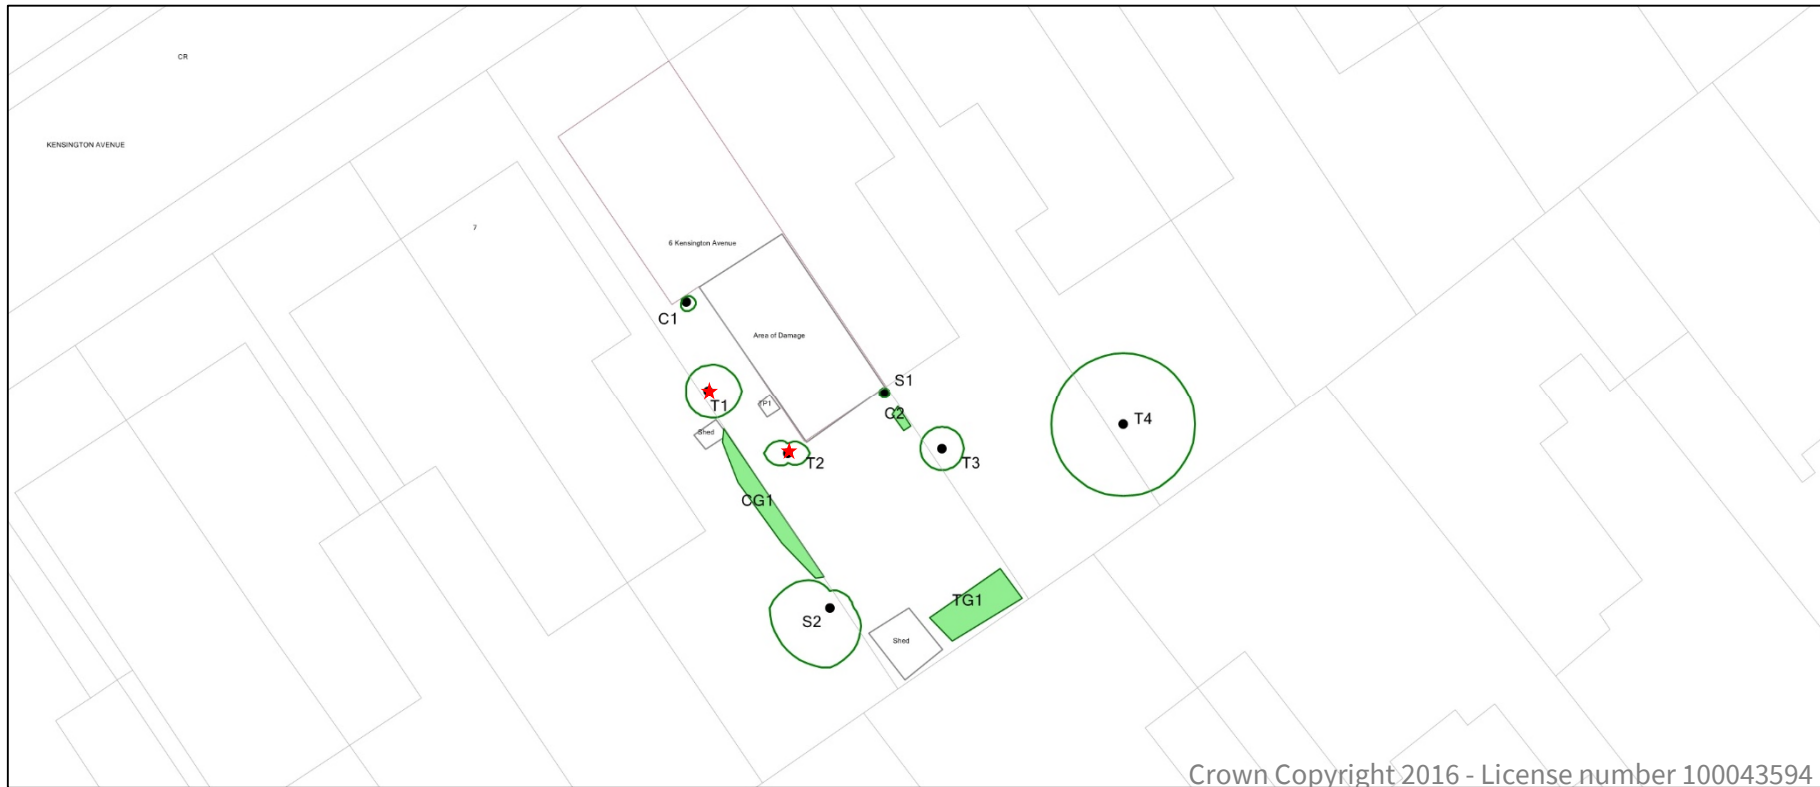 CR
KENSINGTON AVENUE
7
6 Kensington Avenue
C1
Area of Damage
S1
T1
TP1
C2
T4
Shed
T2
T3
CG1
TG1
S2
Shed
Crown Copyright 2016 - License number 100043594